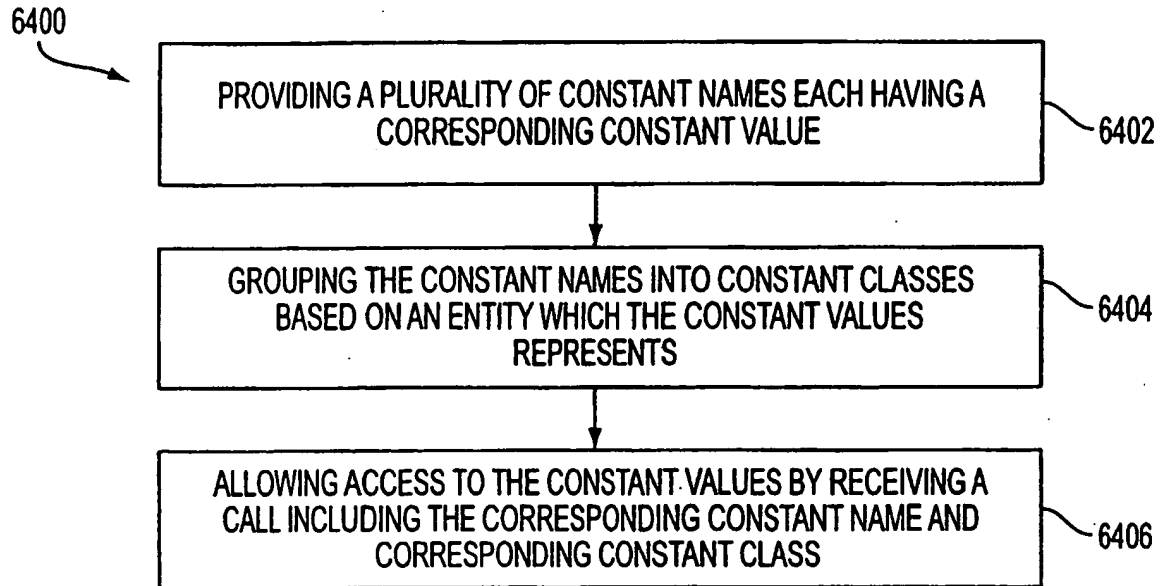 6400
PROVIDING A PLURALITY OF CONSTANT NAMES EACH HAVING A
CORRESPONDING CONSTANT VALUE
6402
GROUPING THE CONSTANT NAMES INTO CONSTANT CLASSES
BASED ON AN ENTITY WHICH THE CONSTANT VALUES
REPRESENTS
6404
ALLOWING ACCESS TO THE CONSTANT VALUES BY RECEIVING A
CALL INCLUDING THE CORRESPONDING CONSTANT NAME AND
CORRESPONDING CONSTANT CLASS
6406